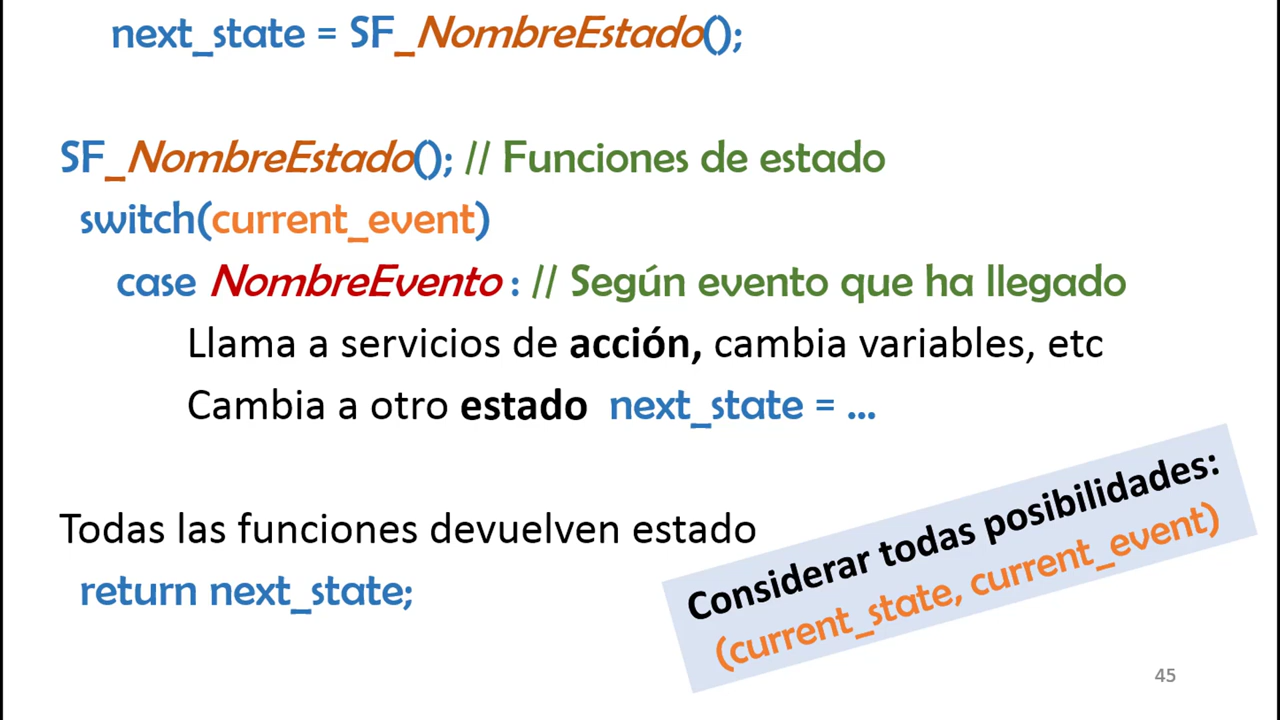 next_state = SF_NombreEstado();
SF_NombreEstado(); // Funciones de estado
switch(current_event)
case NombreEvento : // Según evento que ha llegado
Llama a servicios de acción, cambia variables, etc
Cambia a otro estado next_state = ...
Todas las funciones devuelven estado
return next_state;
Considerar todas posibilidades:
(current_state, current_event)
45